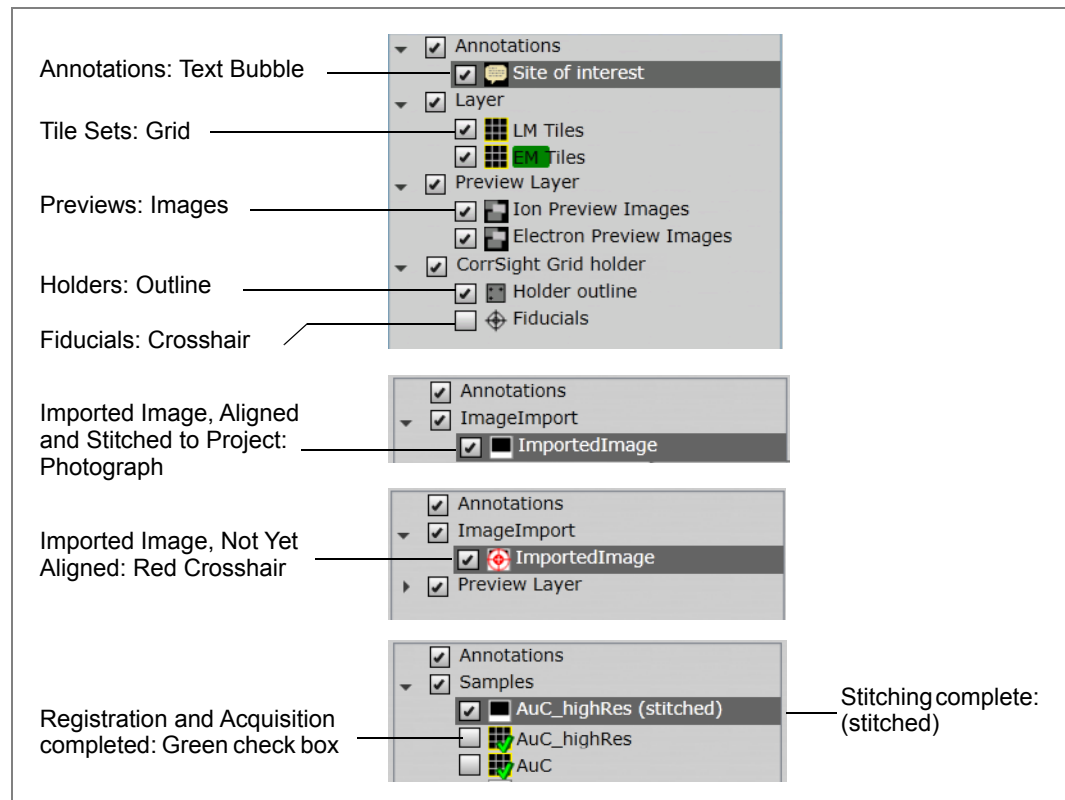 Annotations
Annotations: Text Bubble
Site of interest
Layer
Tile Sets: Grid
LM Tiles
EM Tiles
Preview Layer
Previews: Images
Ion Preview Images
Electron Preview Images
CorrSight Grid holder
Holders: Outline
Holder outline
Fiducials
Fiducials: Crosshair
Annotations
Imported Image, Aligned
and Stitched to Project:
Photograph
ImageImport
ImportedImage
Annotations
ImageImport
Imported Image, Not Yet
Aligned: Red Crosshair
ImportedImage
Preview Layer
Annotations
Samples
AuC_highRes (stitched)
Stitching complete:
(stitched)
Registration and Acquisition
completed: Green check box
AuC_highRes
AuC